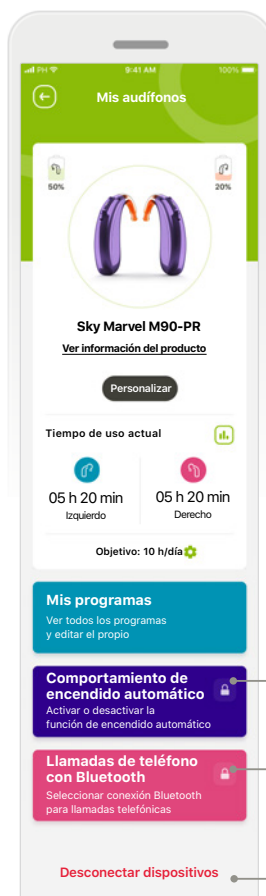 PH 9:41 AM 100%
Mis audífonos
50% 20%
Sky Marvel M90-PR
Ver información del producto
Personalizar
Tiempo de uso actual
05 h 20 min 05 h 20 min
Izquierdo Derecho
Objetivo: 10 h/día
Mis programas
Ver todos los programas
y editar el propio
Comportamiento de
encendido automático
Activar o desactivar la
función de encendido automático
Llamadas de teléfono
con Bluetooth
Seleccionar conexión Bluetooth
para llamadas telefónicas
Desconectar dispositivos